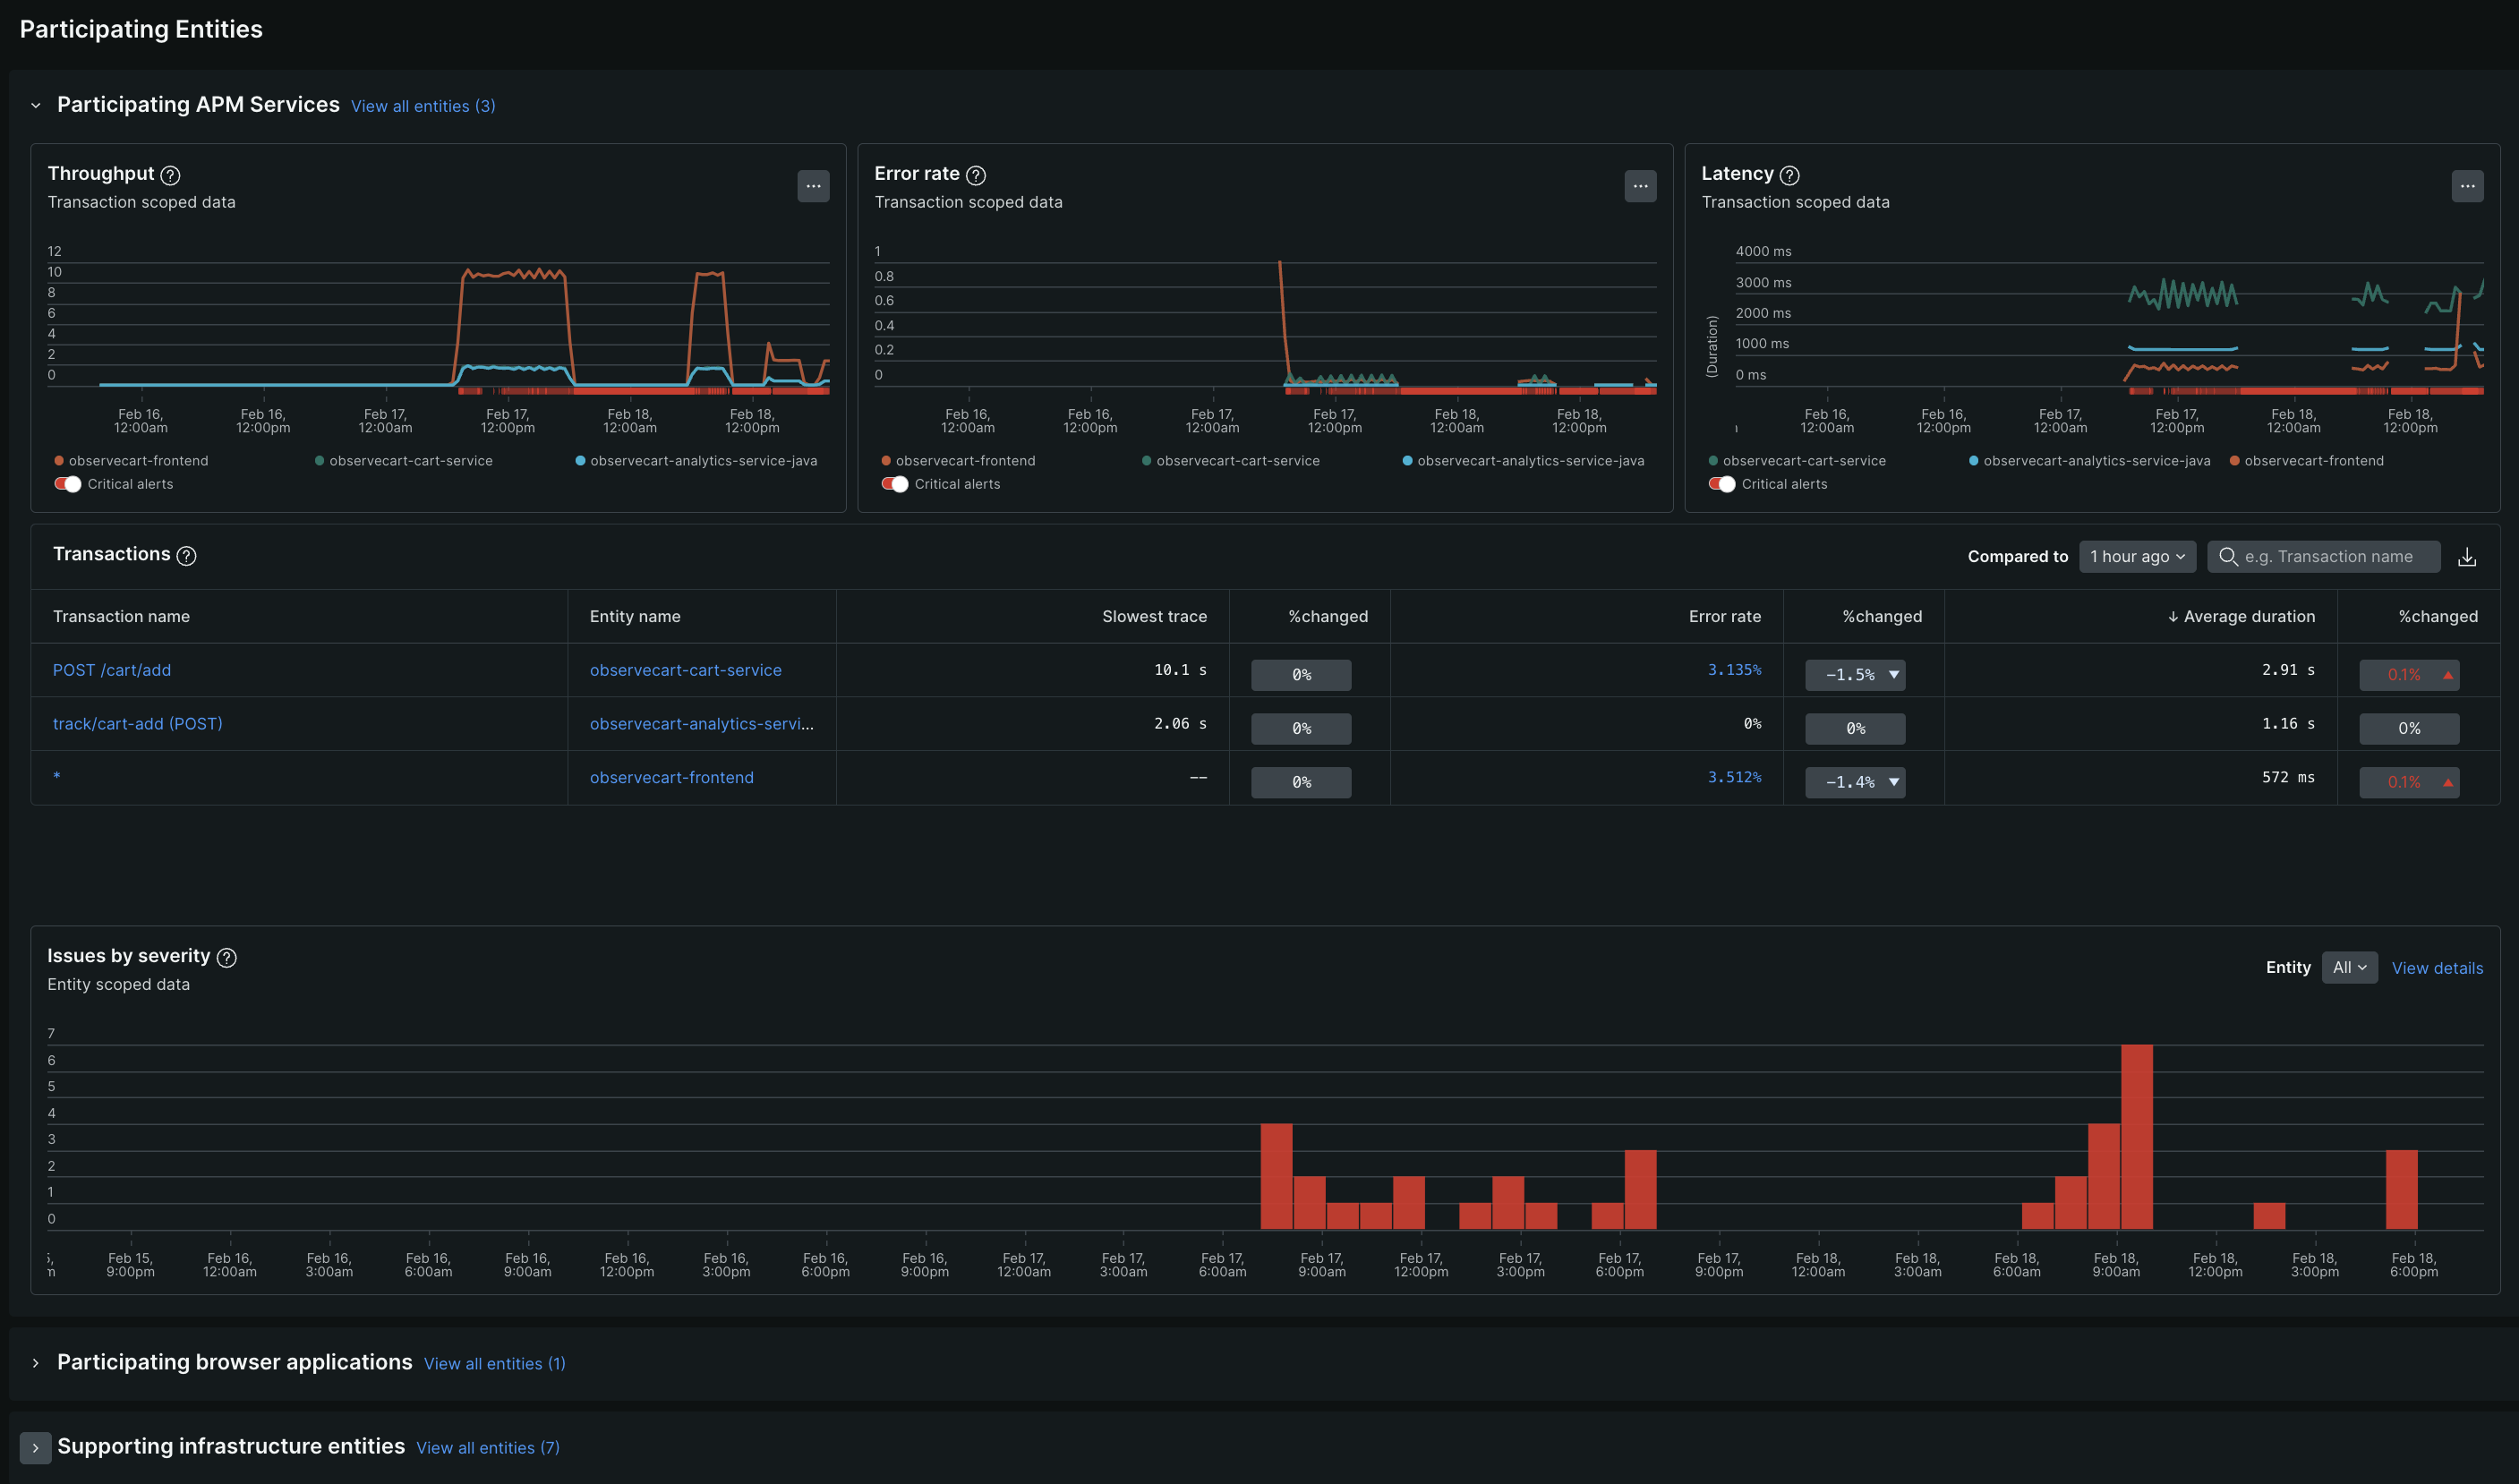 Participating Entities
Participating APM Services View all entities (3)
Throughput ?
Transaction scoped data
...
12
10
8
6
4
2
0
Feb 16, 12:00am
Feb 16, 12:00pm
Feb 17, 12:00am
Feb 17, 12:00pm
Feb 18, 12:00am
Feb 18, 12:00pm
observecart-frontend observecart-cart-service observecart-analytics-service-java
Critical alerts
Error rate ?
Transaction scoped data
...
1
0.8
0.6
0.4
0.2
0
Feb 16, 12:00am
Feb 16, 12:00pm
Feb 17, 12:00am
Feb 17, 12:00pm
Feb 18, 12:00am
Feb 18, 12:00pm
observecart-frontend observecart-cart-service observecart-analytics-service-java
Critical alerts
Latency ?
Transaction scoped data
...
(Duration)
4000 ms
3000 ms
2000 ms
1000 ms
0 ms
Feb 16, 12:00am
Feb 16, 12:00pm
Feb 17, 12:00am
Feb 17, 12:00pm
Feb 18, 12:00am
Feb 18, 12:00pm
observecart-cart-service observecart-analytics-service-java observecart-frontend
Critical alerts
Transactions ?
Compared to 1 hour ago e.g. Transaction name
Transaction name Entity name Slowest trace %changed Error rate %changed ↓ Average duration %changed
POST /cart/add observecart-cart-service 10.1 s 0% 3.135% −1.5% ▼ 2.91 s 0.1% ▲
track/cart-add (POST) observecart-analytics-servi... 2.06 s 0% 0% 0% 1.16 s 0%
* observecart-frontend −− 0% 3.512% −1.4% ▼ 572 ms 0.1% ▲
Issues by severity ?
Entity scoped data
Entity All View details
7
6
5
4
3
2
1
0
Feb 15, 9:00pm
Feb 16, 12:00am
Feb 16, 3:00am
Feb 16, 6:00am
Feb 16, 9:00am
Feb 16, 12:00pm
Feb 16, 3:00pm
Feb 16, 6:00pm
Feb 16, 9:00pm
Feb 17, 12:00am
Feb 17, 3:00am
Feb 17, 6:00am
Feb 17, 9:00am
Feb 17, 12:00pm
Feb 17, 3:00pm
Feb 17, 6:00pm
Feb 17, 9:00pm
Feb 18, 12:00am
Feb 18, 3:00am
Feb 18, 6:00am
Feb 18, 9:00am
Feb 18, 12:00pm
Feb 18, 3:00pm
Feb 18, 6:00pm
Participating browser applications View all entities (1)
Supporting infrastructure entities View all entities (7)